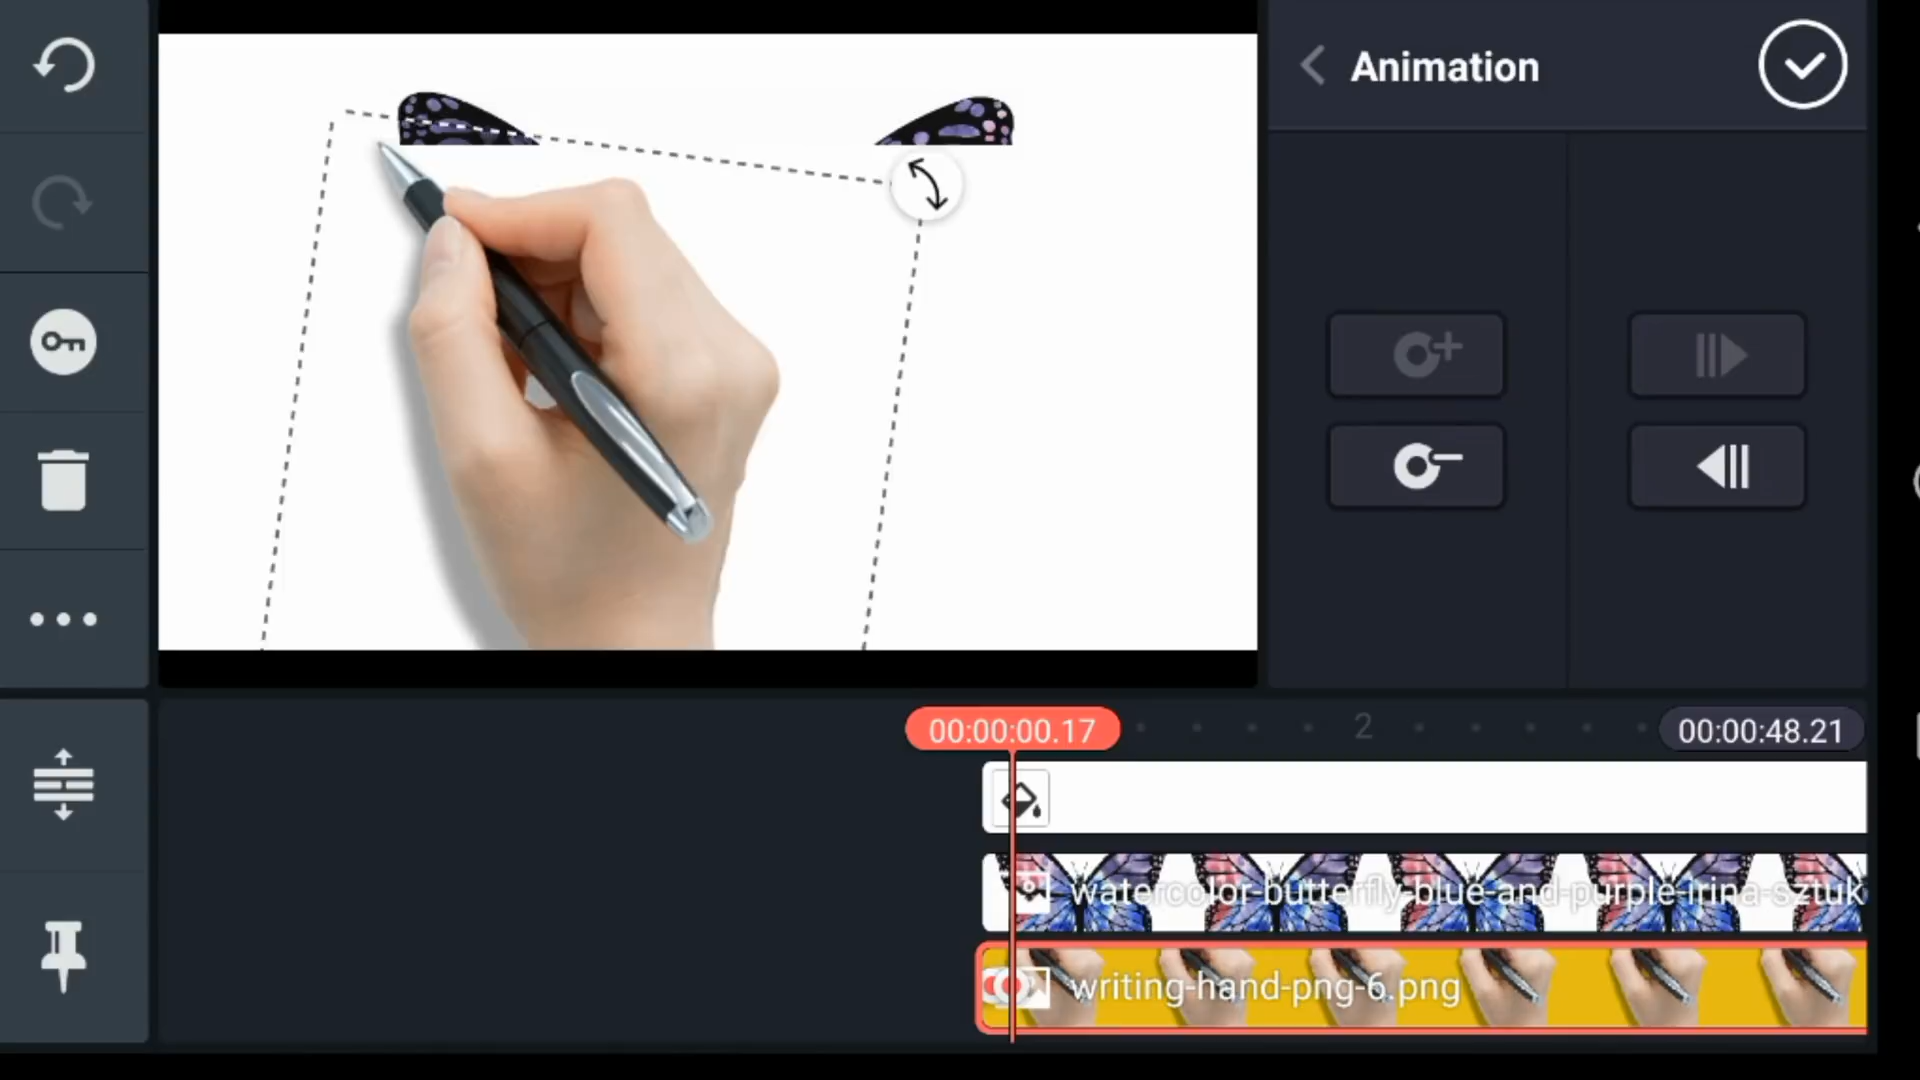 Animation
00:00:00.17
2
00:00:48.21
watercolor-butterfly-blue-and-purple-irina-sztuk
writing-hand-png-6.png